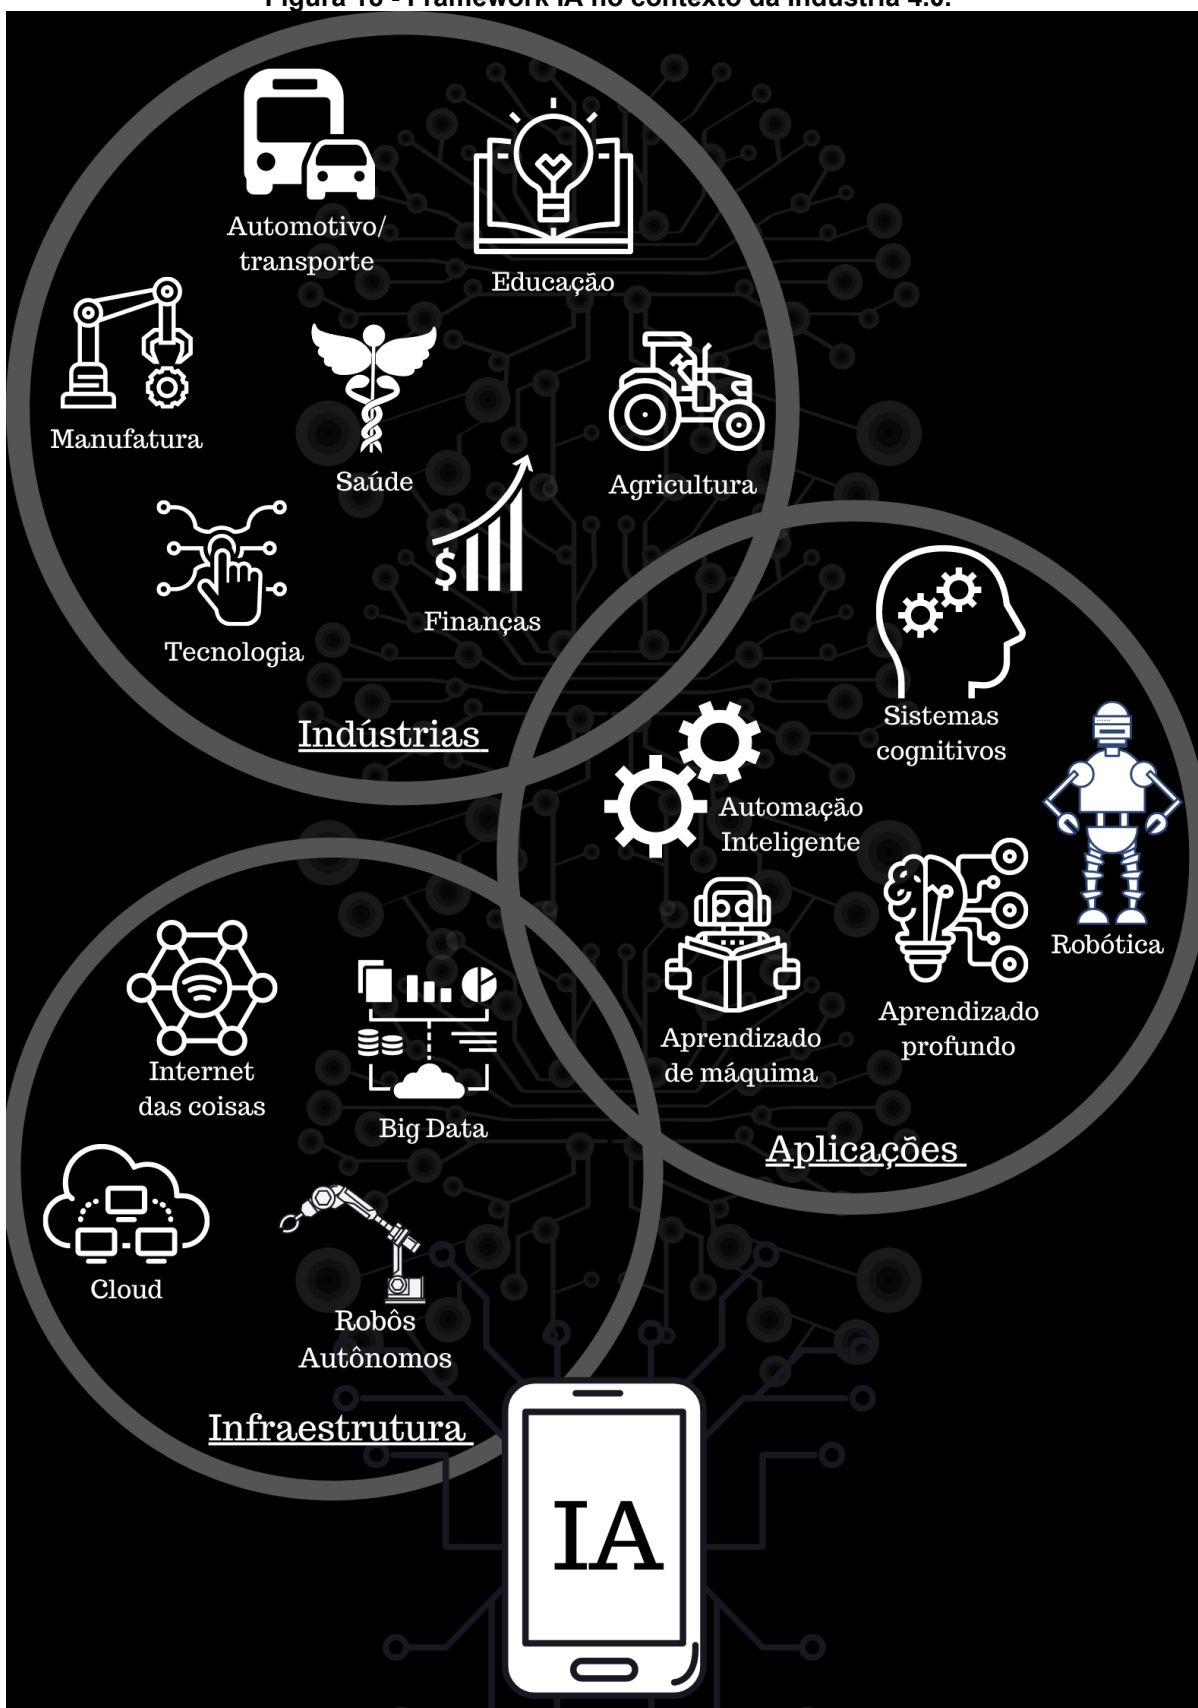 Automotivo/
transporte
Educação
Manufatura
Saúde
Agricultura
Tecnologia
Finanças
Indústrias
Sistemas
cognitivos
Automação
Inteligente
Robótica
Aprendizado
profundo
Aprendizado
de máquima
Aplicações
Internet
das coisas
Big Data
Cloud
Robôs
Autônomos
Infraestrutura
IA